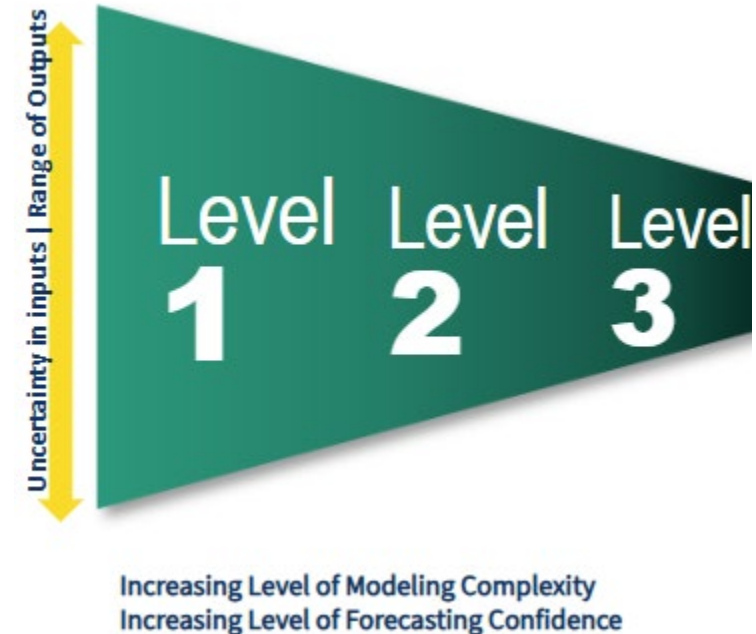 Uncertainty in inputs | Range of Outputs
Level
1
Level
2
Level
3
Increasing Level of Modeling Complexity
Increasing Level of Forecasting Confidence